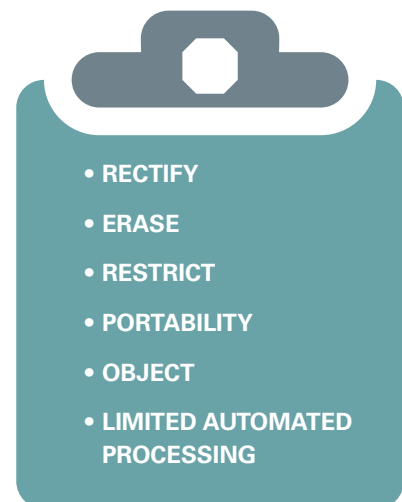 • RECTIFY
• ERASE
• RESTRICT
• PORTABILITY
• OBJECT
• LIMITED AUTOMATED
PROCESSING